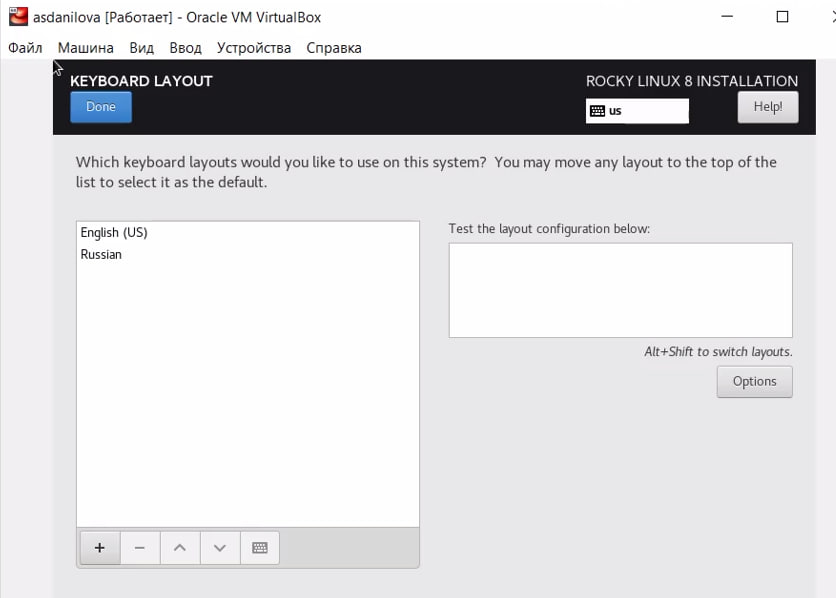 asdanilova [Работает] - Oracle VM VirtualBox
Файл Машина Вид Ввод Устройства Справка
KEYBOARD LAYOUT
ROCKY LINUX 8 INSTALLATION
Done
us
Help!
Which keyboard layouts would you like to use on this system? You may move any layout to the top of the
list to select it as the default.
English (US)
Russian
Test the layout configuration below:
Alt+Shift to switch layouts.
Options